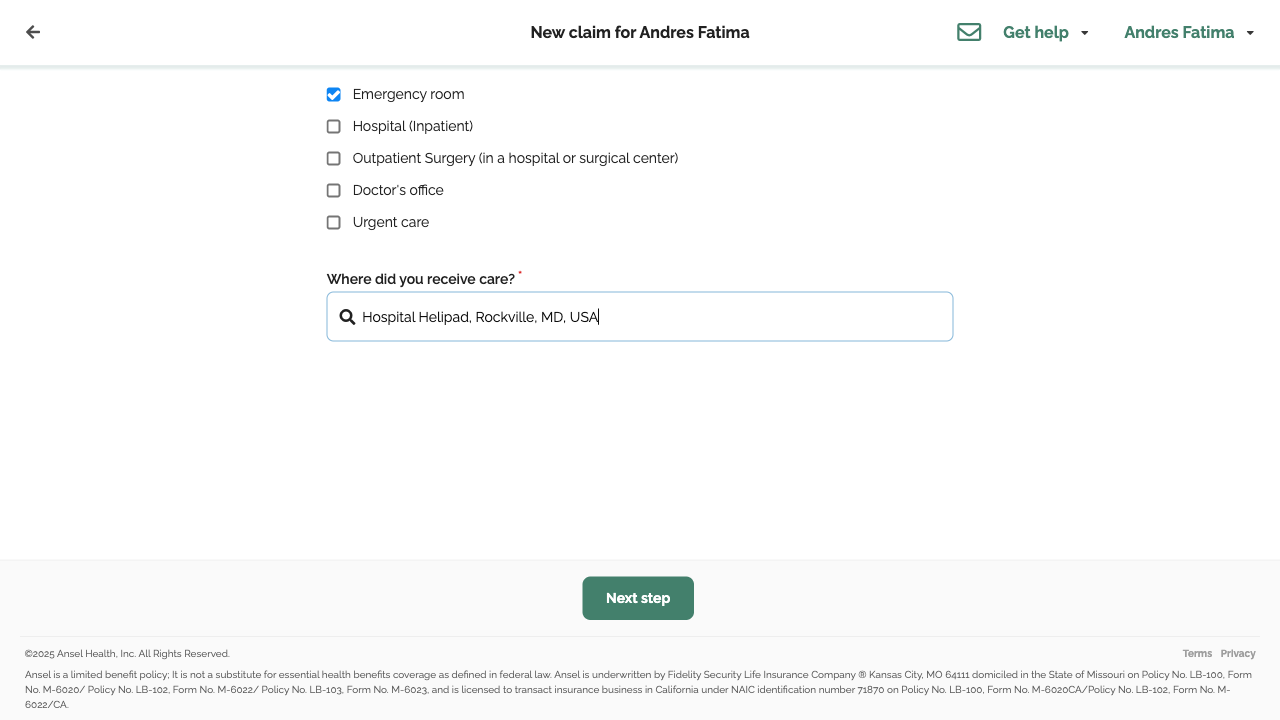 New claim for Andres Fatima
Get help
Andres Fatima
Emergency room
Hospital (Inpatient)
Outpatient Surgery (in a hospital or surgical center)
Doctor's office
Urgent care
Where did you receive care? *
Hospital Helipad, Rockville, MD, USA
Next step
©2025 Ansel Health, Inc. All Rights Reserved.
Terms Privacy
Ansel is a limited benefit policy; It is not a substitute for essential health benefits coverage as defined in federal law. Ansel is underwritten by Fidelity Security Life Insurance Company ® Kansas City, MO 64111 domiciled in the State of Missouri on Policy No. LB-100, Form
No. M-6020/ Policy No. LB-102, Form No. M-6022/ Policy No. LB-103, Form No. M-6023, and is licensed to transact insurance business in California under NAIC identification number 71870 on Policy No. LB-100, Form No. M-6020CA/Policy No. LB-102, Form No. M-
6022/CA.